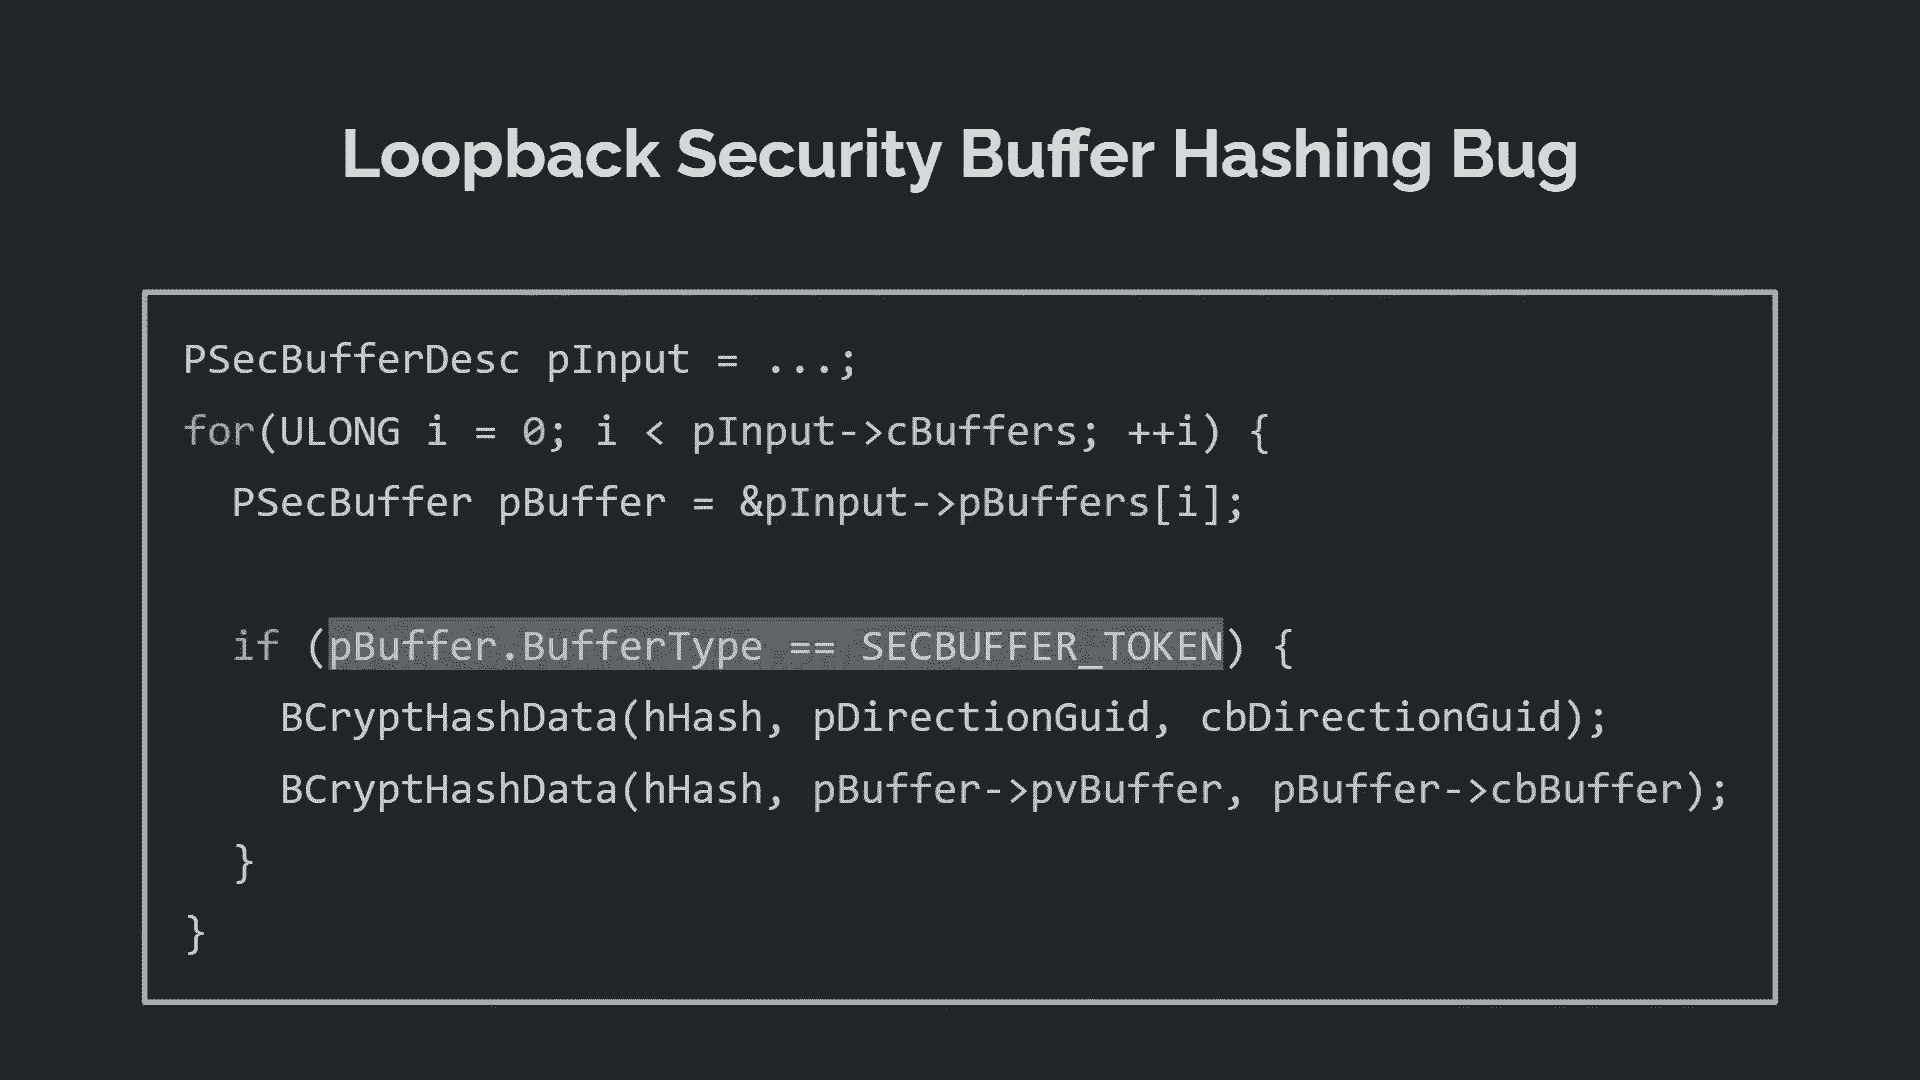 Loopback Security Buffer Hashing Bug
PSecBufferDesc pInput = ...;
for(ULONG i = 0; i < pInput->cBuffers; ++i) {
PSecBuffer pBuffer = &pInput->pBuffers[i];
if (pBuffer.BufferType == SECBUFFER_TOKEN) {
BCryptHashData(hHash, pDirectionGuid, cbDirectionGuid);
BCryptHashData(hHash, pBuffer->pvBuffer, pBuffer->cbBuffer);
}
}